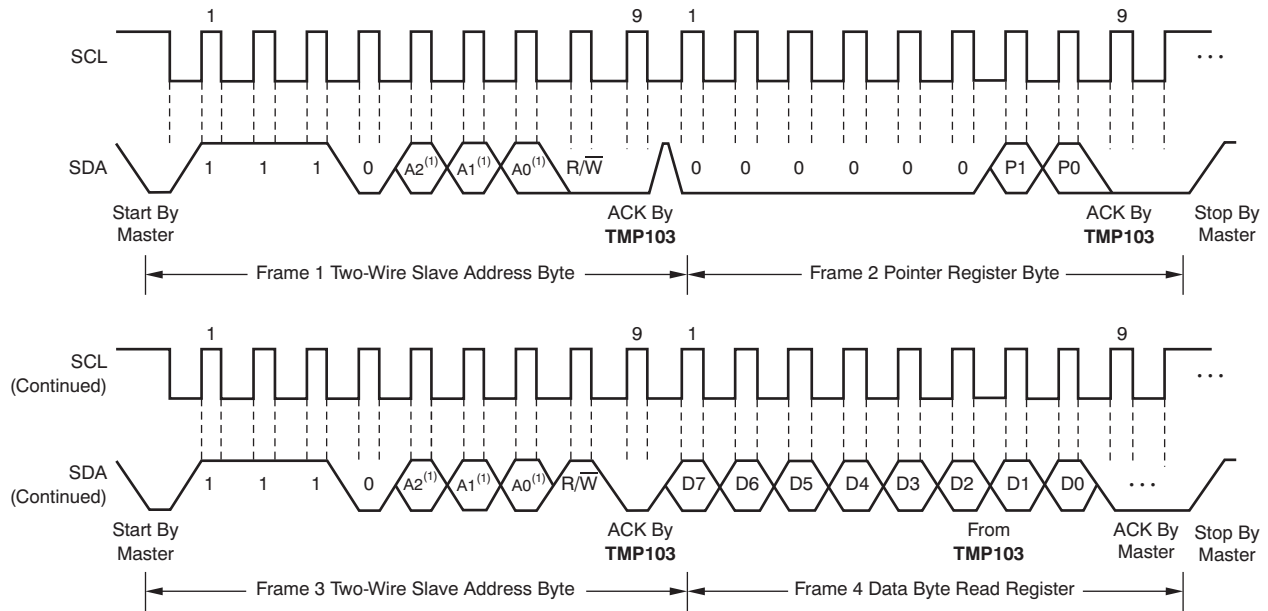 1 9 1 9
SCL ...
SDA 1 1 1 0 A2(1) A1(1) A0(1) R/W̅ 0 0 0 0 0 0 P1 P0
Start By ACK By ACK By Stop By
Master TMP103 TMP103 Master
Frame 1 Two-Wire Slave Address Byte Frame 2 Pointer Register Byte
1 9 1 9
SCL
(Continued) ...
SDA
(Continued) 1 1 1 0 A2(1) A1(1) A0(1) R/W̅ D7 D6 D5 D4 D3 D2 D1 D0 ...
Start By ACK By From ACK By Stop By
Master TMP103 TMP103 Master Master
Frame 3 Two-Wire Slave Address Byte Frame 4 Data Byte Read Register